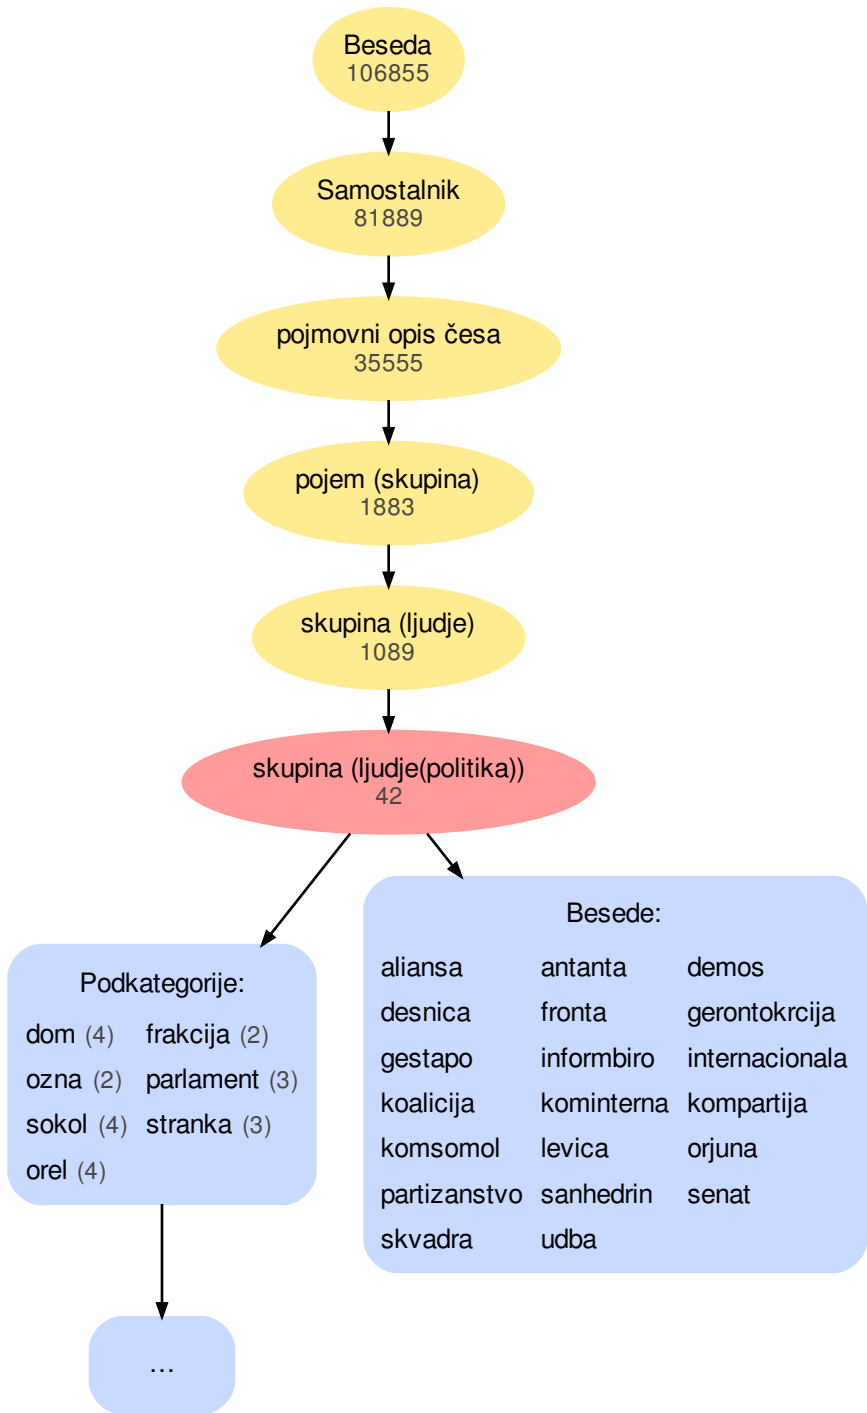 Beseda
106855
Samostalnik
81889
pojmovni opis česa
35555
pojem (skupina)
1883
skupina (ljudje)
1089
skupina (ljudje(politika))
42
Podkategorije:
dom (4) frakcija (2)
ozna (2) parlament (3)
sokol (4) stranka (3)
orel (4)
Besede:
aliansa antanta demos
desnica fronta gerontokrcija
gestapo informbiro internacionala
koalicija kominterna kompartija
komsomol levica orjuna
partizanstvo sanhedrin senat
skvadra udba
...